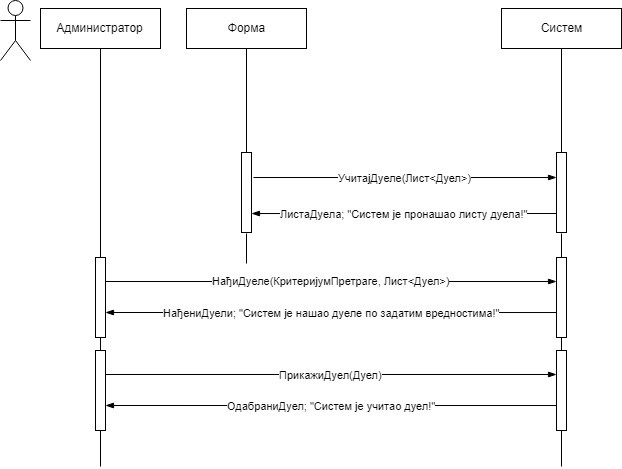 Администратор
Форма
Систем
УчитајДуеле(Лист<Дуел>)
ЛистаДуела; "Систем је пронашао листу дуела!"
НађиДуеле(КритеријумПретраге, Лист<Дуел>)
НађениДуели; "Систем је нашао дуеле по задатим вредностима!"
ПрикажиДуел(Дуел)
ОдабраниДуел; "Систем је учитао дуел!"